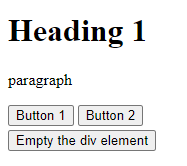 Heading 1
paragraph
Button 1 Button 2
Empty the div element